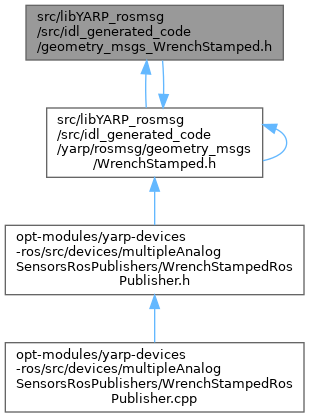 src/libYARP_rosmsg
/src/idl_generated_code
/geometry_msgs_WrenchStamped.h
src/libYARP_rosmsg
/src/idl_generated_code
/yarp/rosmsg/geometry_msgs
/WrenchStamped.h
opt-modules/yarp-devices
-ros/src/devices/multipleAnalog
SensorsRosPublishers/WrenchStampedRos
Publisher.h
opt-modules/yarp-devices
-ros/src/devices/multipleAnalog
SensorsRosPublishers/WrenchStampedRos
Publisher.cpp